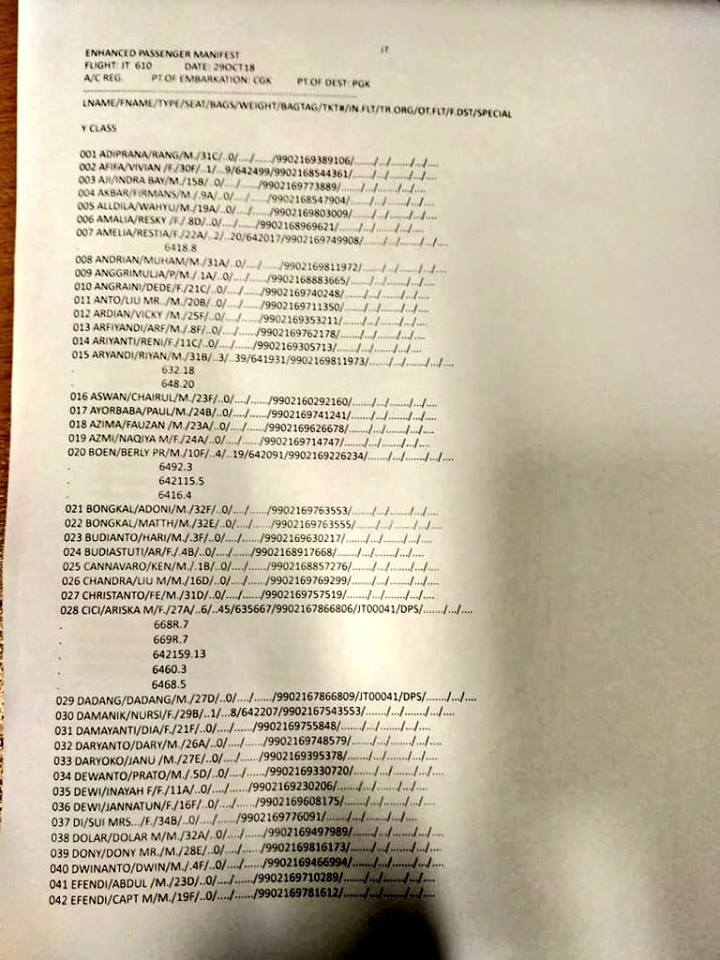 JT
ENHANCED PASSENGER MANIFEST
FLIGHT: JT 610 DATE: 29OCT18
A/C REG. PT.OF EMBARKATION: CGK PT.OF DEST: PGK
LNAME/FNAME/TYPE/SEAT/BAGS/WEIGHT/BAGTAG/TKT#/IN.FLT/TR.ORG/OT.FLT/F.DST/SPECIAL
Y CLASS
001 ADIPRANA/RANG/M./31C/..0/..../....../9902169389106/......./.../......./.../....
002 AFIFA/VIVIAN /F./30F/..1/...9/642499/9902168544361/......./.../......./.../....
003 AJI/INDRA BAY/M./15B/..0/..../....../9902169773889/......./.../......./.../....
004 AKBAR/FIRMANS/M./.9A/..0/..../....../9902168547904/......./.../......./.../....
005 ALLDILA/WAHYU/M./19A/..0/..../....../9902169803009/......./.../......./.../....
006 AMALIA/RESKY /F./.8D/..0/..../....../9902168969621/......./.../......./.../....
007 AMELIA/RESTIA/F./22A/..2/..20/642017/9902169749908/......./.../......./.../....
. 6418.8
008 ANDRIAN/MUHAM/M./31A/..0/..../....../9902169811972/......./.../......./.../....
009 ANGGRIMULJA/P/M./.1A/..0/..../....../9902168883665/......./.../......./.../....
010 ANGRAINI/DEDE/F./21C/..0/..../....../9902169740248/......./.../......./.../....
011 ANTO/LIU MR../M./20B/..0/..../....../9902169711350/......./.../......./.../....
012 ARDIAN/VICKY /M./25F/..0/..../....../9902169353211/......./.../......./.../....
013 ARFIYANDI/ARF/M./.8F/..0/..../....../9902169762178/......./.../......./.../....
014 ARIYANTI/RENI/F./11C/..0/..../....../9902169305713/......./.../......./.../....
015 ARYANDI/RIYAN/M./31B/..3/..39/641931/9902169811973/......./.../......./.../....
. 632.18
. 648.20
016 ASWAN/CHAIRUL/M./23F/..0/..../....../9902160292160/......./.../......./.../....
017 AYORBABA/PAUL/M./24B/..0/..../....../9902169741241/......./.../......./.../....
018 AZIMA/FAUZAN /M./23A/..0/..../....../9902169626678/......./.../......./.../....
019 AZMI/NAQIYA M/F./24A/..0/..../....../9902169714747/......./.../......./.../....
020 BOEN/BERLY PR/M./10F/..4/..19/642091/9902169226234/......./.../......./.../....
. 6492.3
. 642115.5
. 6416.4
021 BONGKAL/ADONI/M./32F/..0/..../....../9902169763553/......./.../......./.../....
022 BONGKAL/MATTH/M./32E/..0/..../....../9902169763555/......./.../......./.../....
023 BUDIANTO/HARI/M./.3F/..0/..../....../9902169630217/......./.../......./.../....
024 BUDIASTUTI/AR/F./.4B/..0/..../....../9902168917668/......./.../......./.../....
025 CANNAVARO/KEN/M./.1B/..0/..../....../9902168857276/......./.../......./.../....
026 CHANDRA/LIU M/M./16D/..0/..../....../9902169769299/......./.../......./.../....
027 CHRISTANTO/FE/M./31D/..0/..../....../9902169757519/......./.../......./.../....
028 CICI/ARISKA M/F./27A/..6/..45/635667/9902167866806/JT00041/DPS/......./.../....
. 668R.7
. 669R.7
. 642159.13
. 6460.3
. 6468.5
029 DADANG/DADANG/M./27D/..0/..../....../9902167866809/JT00041/DPS/......./.../....
030 DAMANIK/NURSI/F./29B/..1/...8/642207/9902167543553/......./.../......./.../....
031 DAMAYANTI/DIA/F./21F/..0/..../....../9902169755848/......./.../......./.../....
032 DARYANTO/DARY/M./26A/..0/..../....../9902169748579/......./.../......./.../....
033 DARYOKO/JANU /M./27E/..0/..../....../9902169395378/......./.../......./.../....
034 DEWANTO/PRATO/M./.5D/..0/..../....../9902169330720/......./.../......./.../....
035 DEWI/INAYAH F/F./11A/..0/..../....../9902169230206/......./.../......./.../....
036 DEWI/JANNATUN/F./16F/..0/..../....../9902169608175/......./.../......./.../....
037 DI/SUI MRS.../F./34B/..0/..../....../9902169776091/......./.../......./.../....
038 DOLAR/DOLAR M/M./32A/..0/..../....../9902169497989/......./.../......./.../....
039 DONY/DONY MR./M./28E/..0/..../....../9902169816173/......./.../......./.../....
040 DWINANTO/DWIN/M./.4F/..0/..../....../9902169466994/......./.../......./.../....
041 EFENDI/ABDUL /M./23D/..0/..../....../9902169710289/......./.../......./.../....
042 EFENDI/CAPT M/M./19F/..0/..../....../9902169781612/......./.../......./.../....